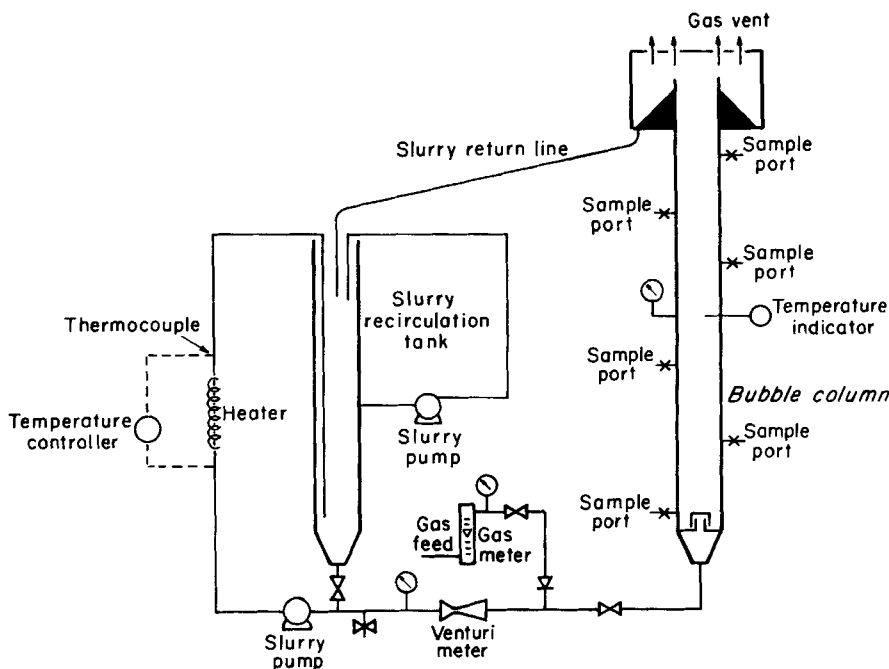 Gas vent
Sample
port
Slurry return line
Sample
port
Sample
port
Slurry
recirculation
tank
Thermocouple
Temperature
indicator
Sample
port
Heater
Bubble column
Temperature
controller
Slurry
pump
Sample
port
Sample
port
Gas
feed
Gas
meter
Slurry
pump
Venturi
meter